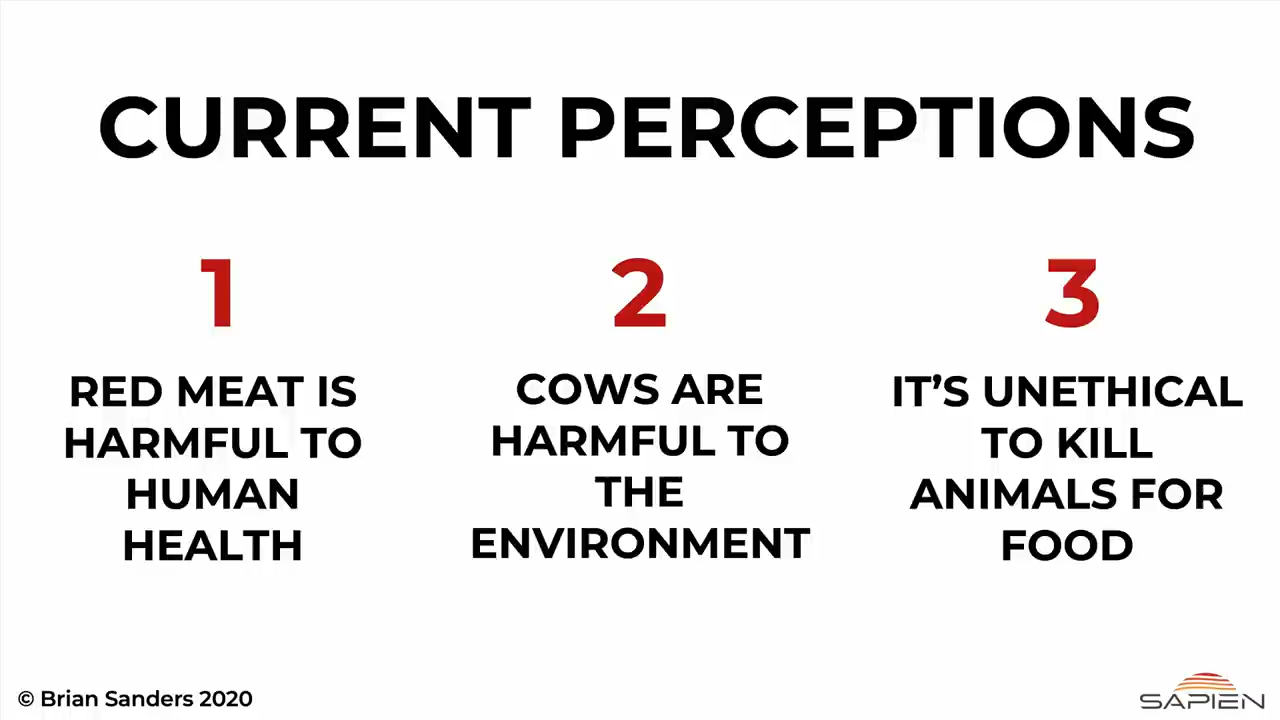 CURRENT PERCEPTIONS
1
RED MEAT IS
HARMFUL TO
HUMAN
HEALTH
2
COWS ARE
HARMFUL TO
THE
ENVIRONMENT
3
IT’S UNETHICAL
TO KILL
ANIMALS FOR
FOOD
© Brian Sanders 2020
SAPIEN